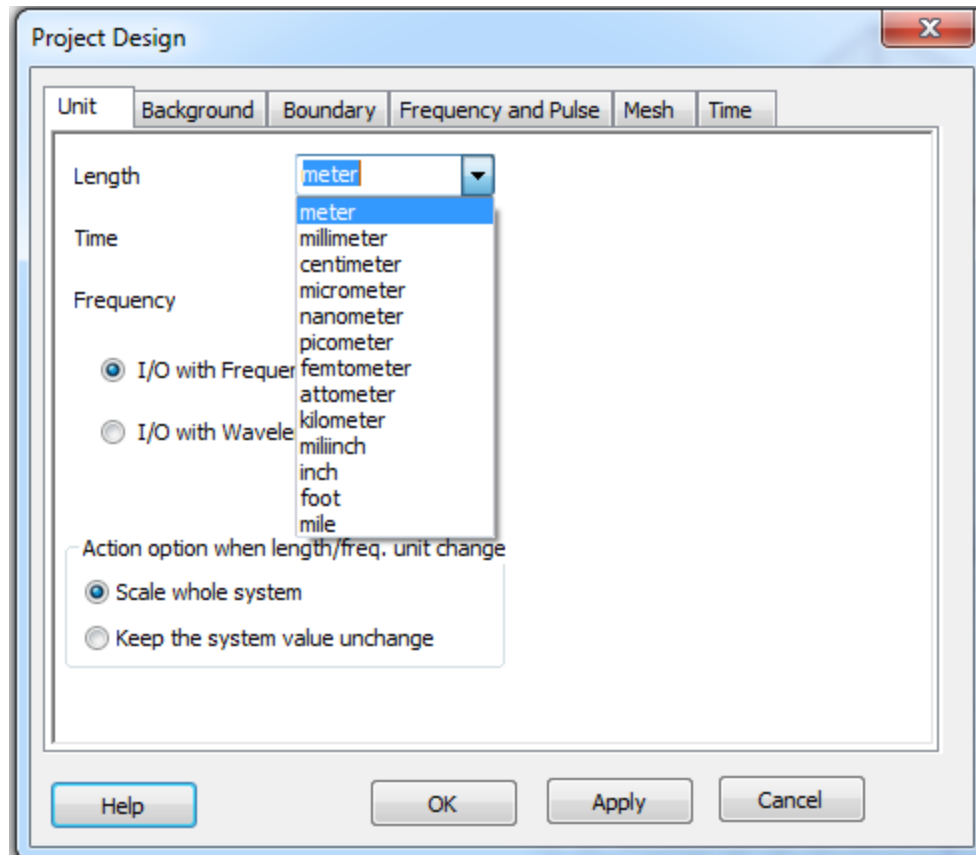 Project Design
Unit Background Boundary Frequency and Pulse Mesh Time
Length meter
meter
Time millimeter
centimeter
Frequency micrometer
nanometer
picometer
I/O with Frequen femtometer
attometer
kilometer
I/O with Wavele miliinch
inch
foot
mile
Action option when length/freq. unit change
Scale whole system
Keep the system value unchange
Help OK Apply Cancel